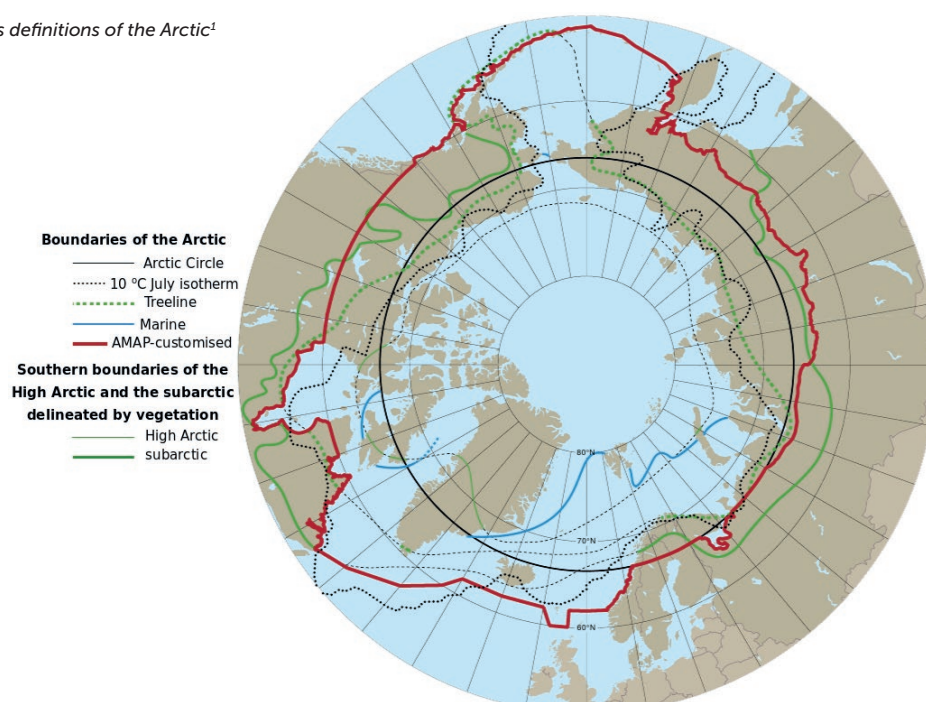 s definitions of the Arctic¹
Boundaries of the Arctic
Arctic Circle
10 ºC July isotherm
Treeline
Marine
AMAP-customised
Southern boundaries of the
High Arctic and the subarctic
delineated by vegetation
High Arctic
subarctic
80°N
70°N
60°N